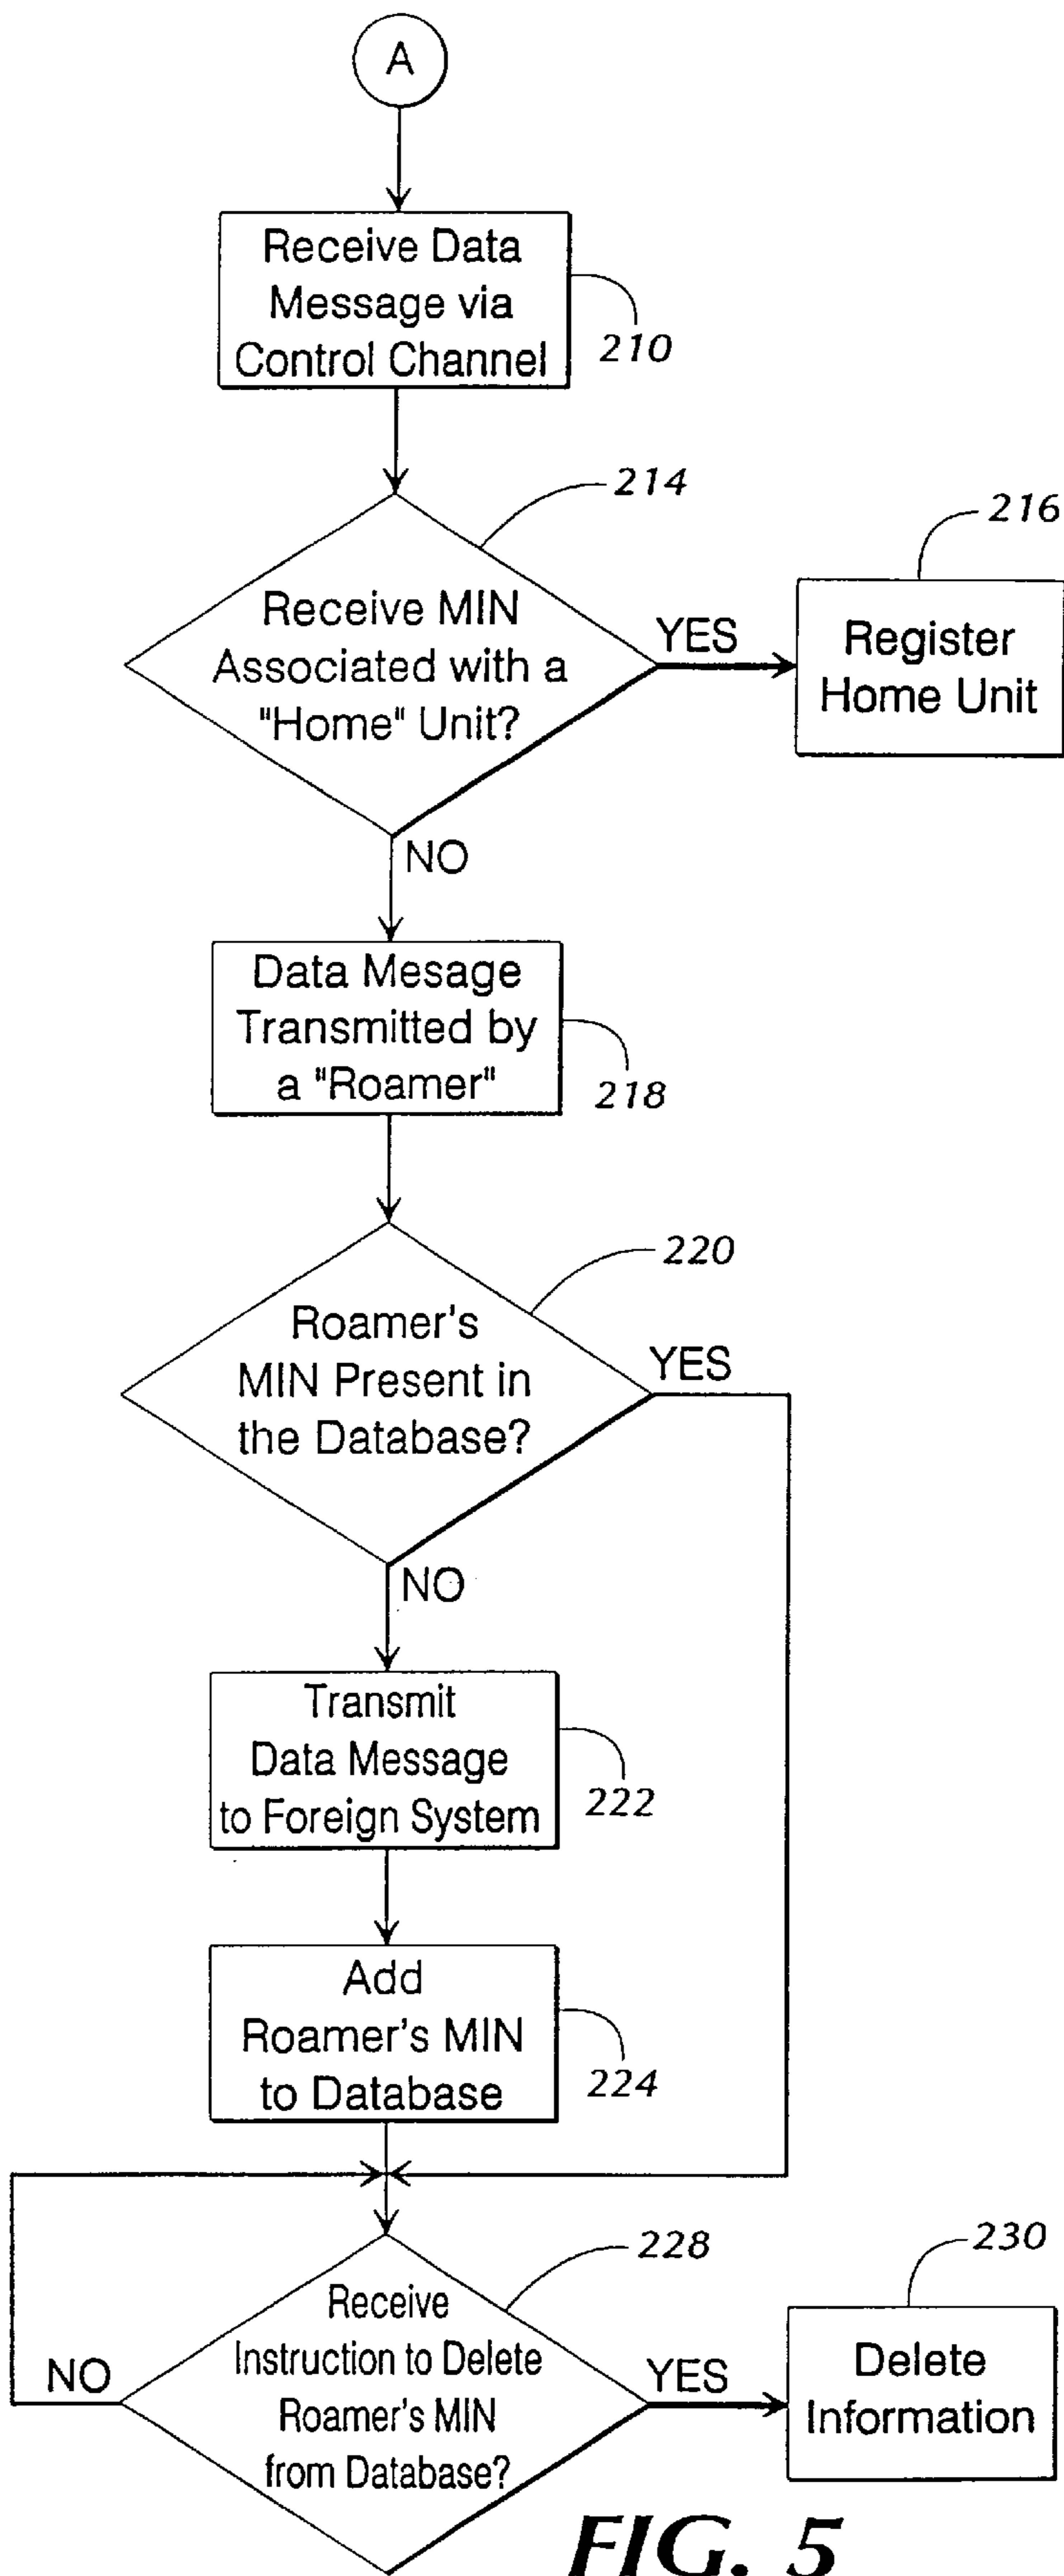 A
Receive Data
Message via
Control Channel
210
214
Receive MIN
Associated with a
"Home" Unit?
YES
216
Register
Home Unit
NO
Data Mesage
Transmitted by
a "Roamer"
218
220
Roamer's
MIN Present in
the Database?
YES
NO
Transmit
Data Message
to Foreign System
222
Add
Roamer's MIN
to Database
224
228
Receive
Instruction to Delete
Roamer's MIN
from Database?
NO
YES
230
Delete
Information
FIG. 5